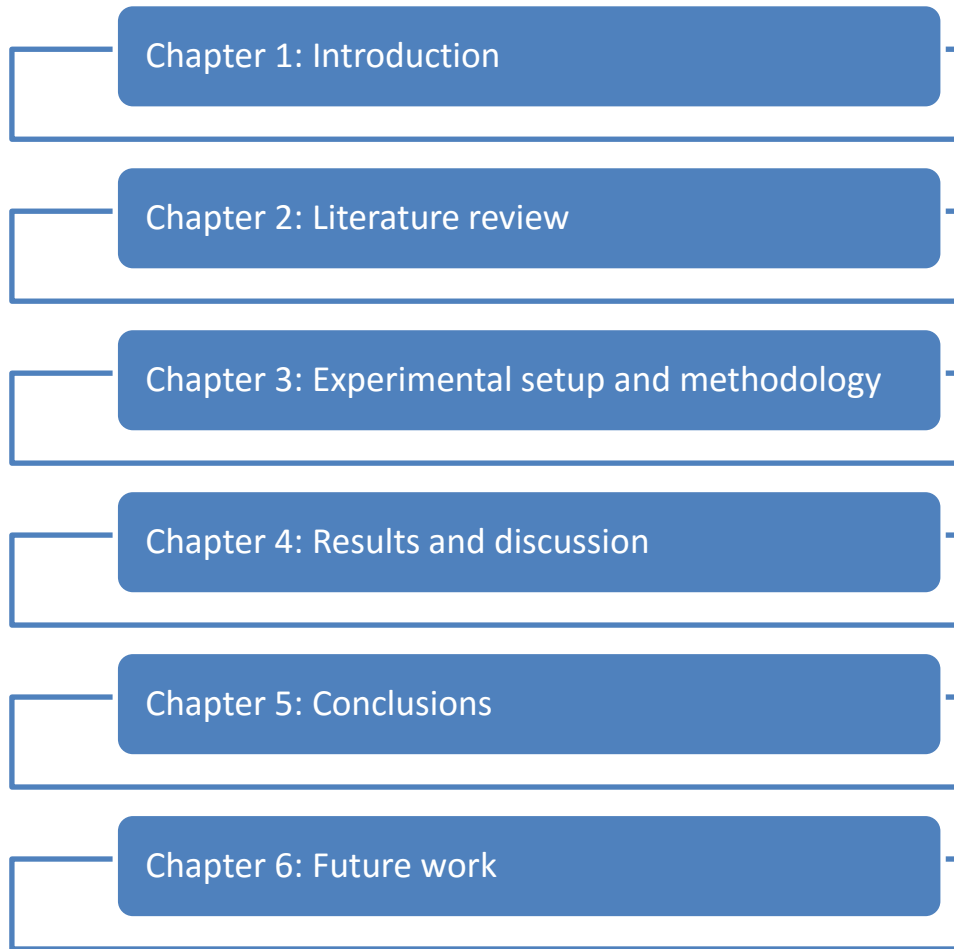 Chapter 1: Introduction
Chapter 2: Literature review
Chapter 3: Experimental setup and methodology
Chapter 4: Results and discussion
Chapter 5: Conclusions
Chapter 6: Future work